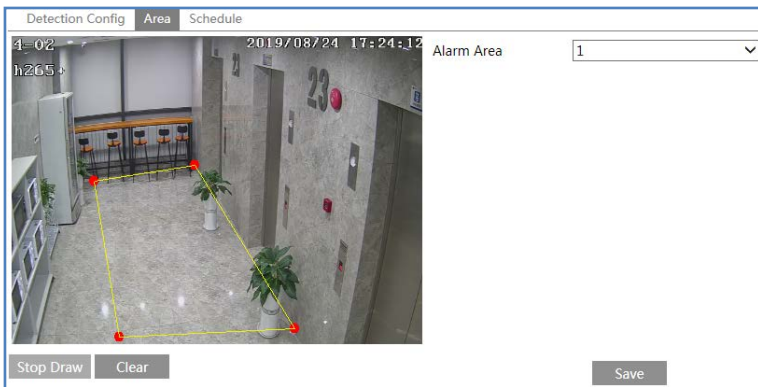 Detection Config Area Schedule
4-02 2019/08/24 17:24:12
h265+
23
23
Alarm Area 1
Stop Draw Clear
Save